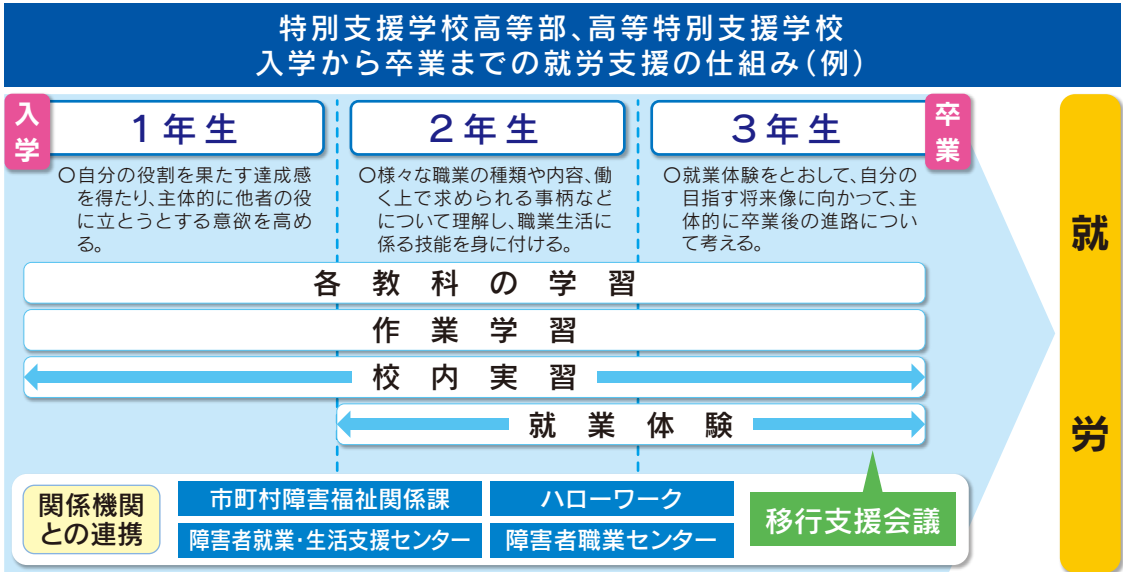 特別支援学校高等部、高等特別支援学校
入学から卒業までの就労支援の仕組み(例)
入学
1年生
2年生
3年生
卒業
○自分の役割を果たす達成感
を得たり、主体的に他者の役
に立とうとする意欲を高め
る。
○様々な職業の種類や内容、働
く上で求められる事柄など
について理解し、職業生活に
係る技能を身に付ける。
○就業体験をとおして、自分の
目指す将来像に向かって、主
体的に卒業後の進路につい
て考える。
各教科の学習
作業学習
校内実習
就業体験
就労
関係機関
との連携
市町村障害福祉関係課
ハローワーク
障害者就業・生活支援センター
障害者職業センター
移行支援会議